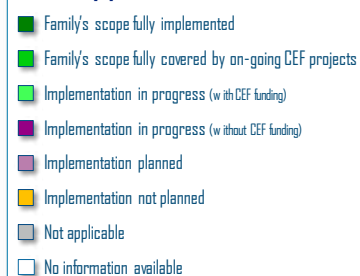 Family's scope fully implemented
Family's scope fully covered by on-going CEF projects
Implementation in progress (with CEF funding)
Implementation in progress (without CEF funding)
Implementation planned
Implementation not planned
Not applicable
No information available